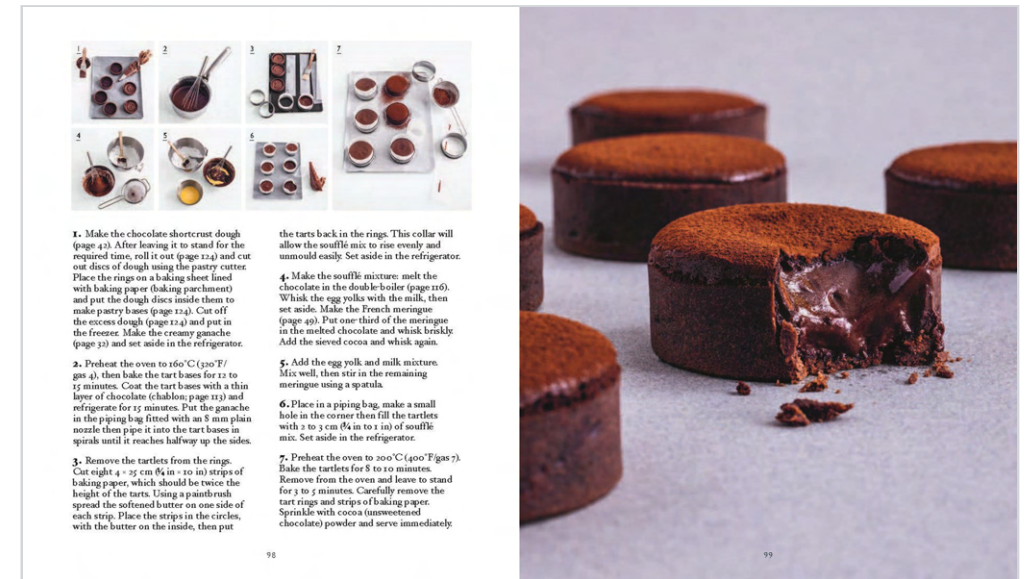 1
2
3
7
4
5
6
1. Make the chocolate shortcrust dough
(page 42). After leaving it to stand for the
required time, roll it out (page 124) and cut
out discs of dough using the pastry cutter.
Place the rings on a baking sheet lined
with baking paper (baking parchment)
and put the dough discs inside them to
make pastry bases (page 124). Cut off
the excess dough (page 124) and put in
the freezer. Make the creamy ganache
(page 32) and set aside in the refrigerator.
2. Preheat the oven to 160°C (320°F/
gas 4), then bake the tart bases for 12 to
15 minutes. Coat the tart bases with a thin
layer of chocolate (chablon; page 113) and
refrigerate for 15 minutes. Put the ganache
in the piping bag fitted with an 8 mm plain
nozzle then pipe it into the tart bases in
spirals until it reaches halfway up the sides.
3. Remove the tartlets from the rings.
Cut eight 4 × 25 cm (¾ in × 10 in) strips of
baking paper, which should be twice the
height of the tarts. Using a paintbrush
spread the softened butter on one side of
each strip. Place the strips in the circles,
with the butter on the inside, then put
the tarts back in the rings. This collar will
allow the soufflé mix to rise evenly and
unmould easily. Set aside in the refrigerator.
4. Make the soufflé mixture: melt the
chocolate in the double-boiler (page 116).
Whisk the egg yolks with the milk, then
set aside. Make the French meringue
(page 49). Put one-third of the meringue
in the melted chocolate and whisk briskly.
Add the sieved cocoa and whisk again.
5. Add the egg yolk and milk mixture.
Mix well, then stir in the remaining
meringue using a spatula.
6. Place in a piping bag, make a small
hole in the corner then fill the tartlets
with 2 to 3 cm (¾ in to 1 in) of soufflé
mix. Set aside in the refrigerator.
7. Preheat the oven to 200°C (400°F/gas 7).
Bake the tartlets for 8 to 10 minutes.
Remove from the oven and leave to stand
for 3 to 5 minutes. Carefully remove the
tart rings and strips of baking paper.
Sprinkle with cocoa (unsweetened
chocolate) powder and serve immediately.
98
99